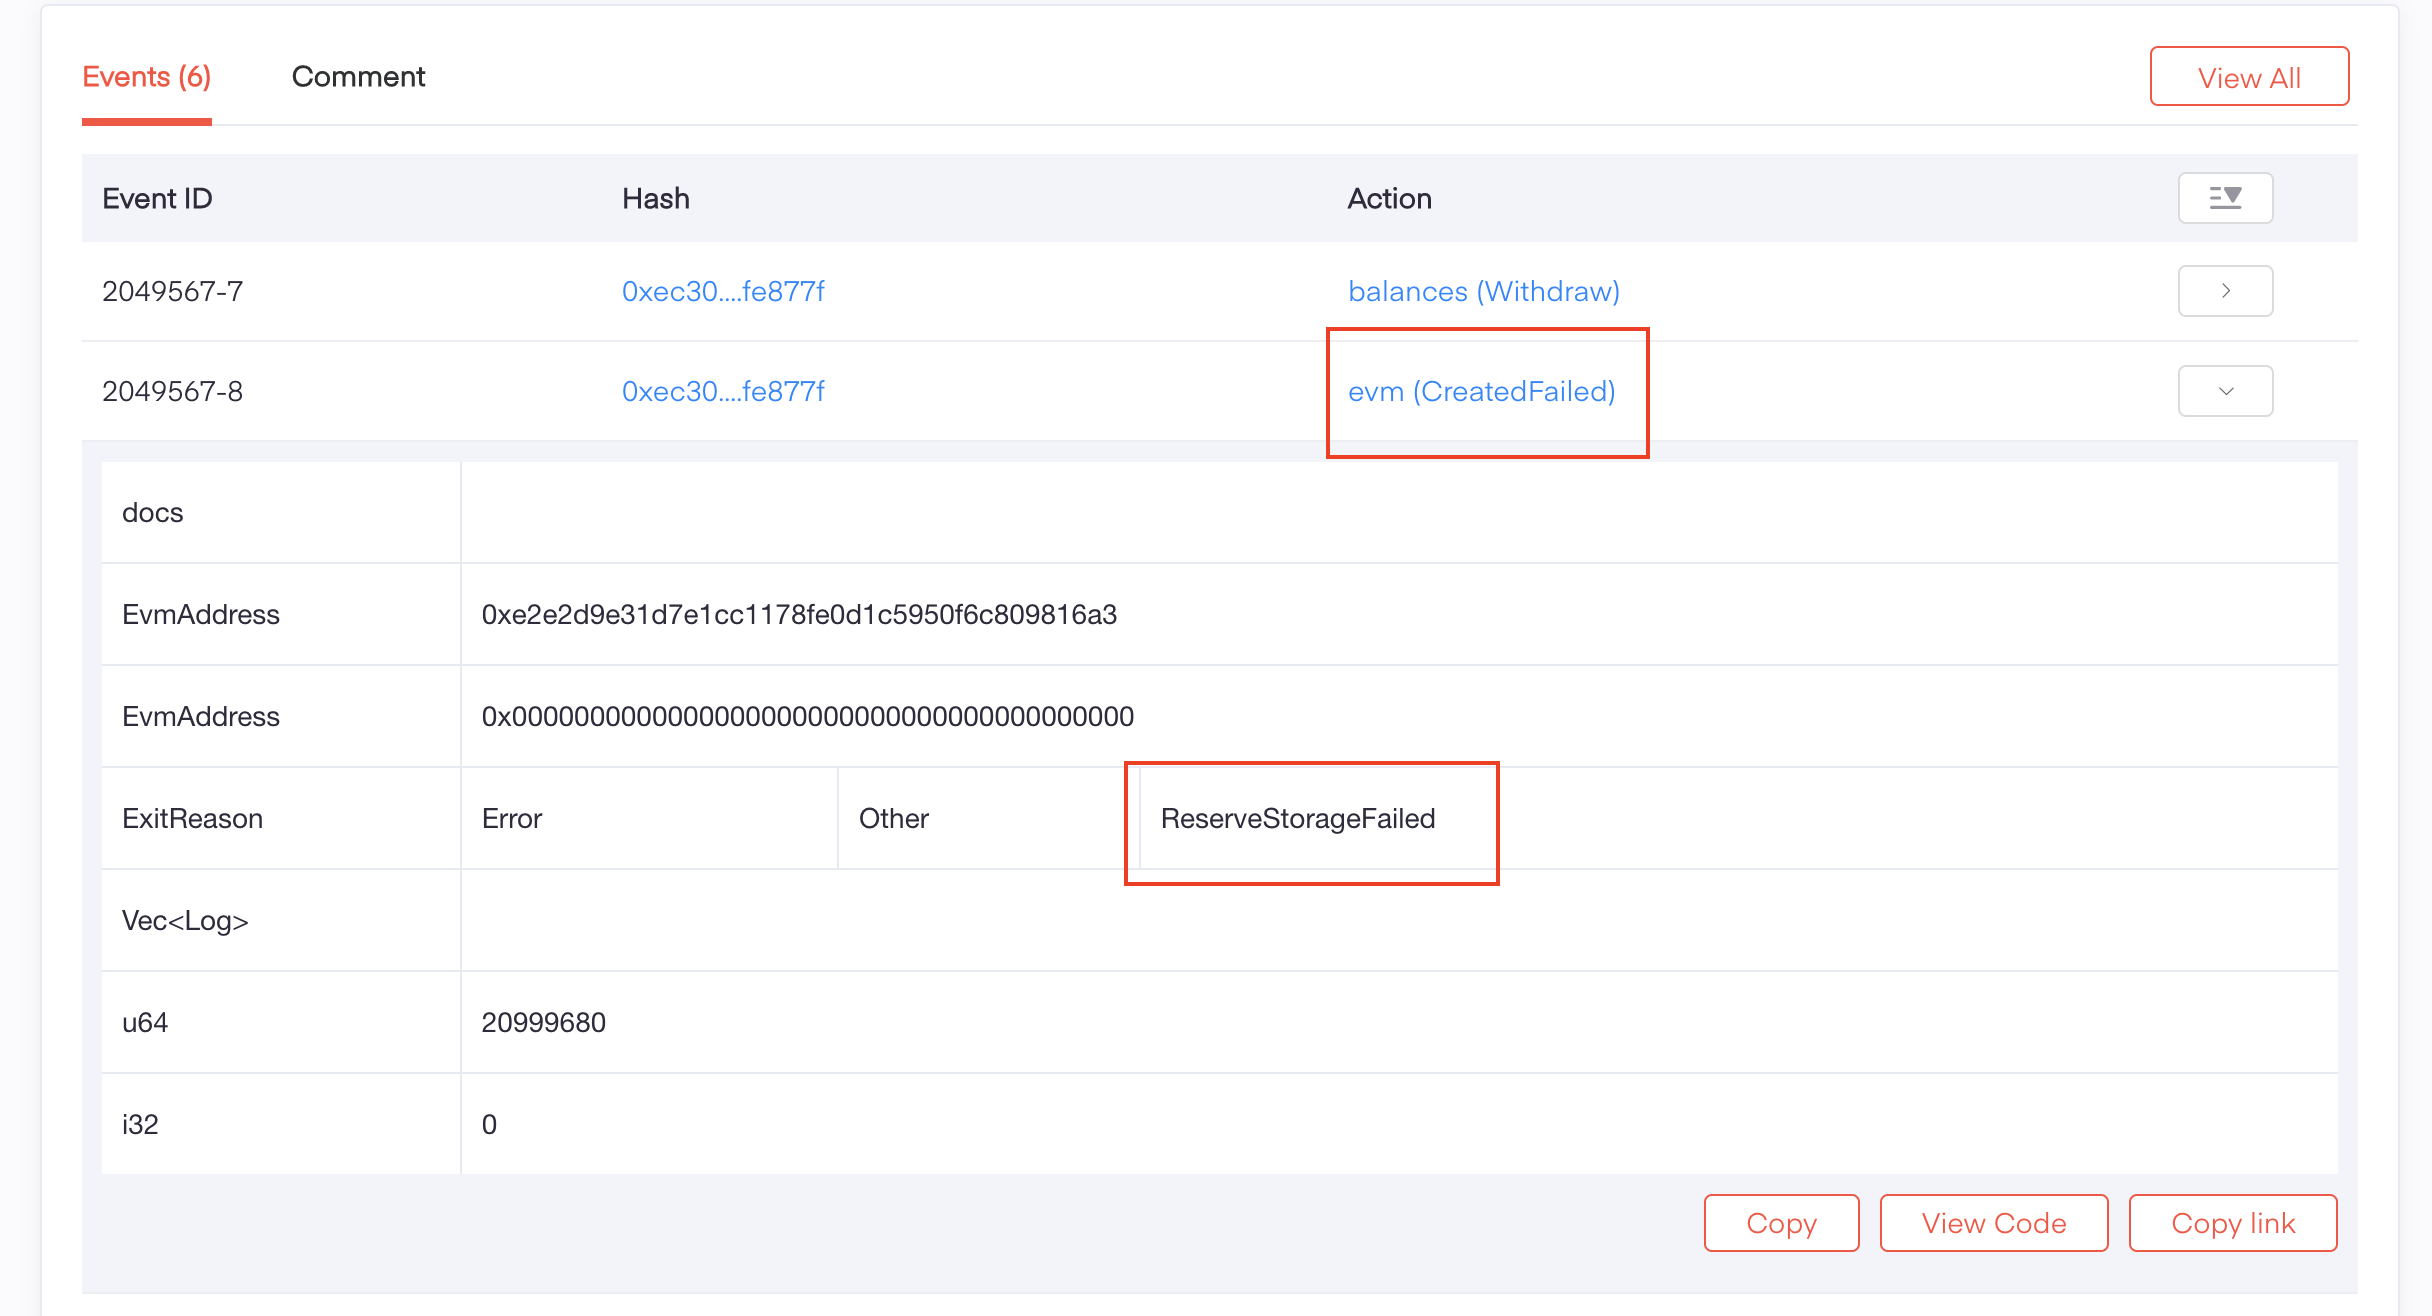 Events (6) Comment View All
Event ID Hash Action
2049567-7 0xec30....fe877f balances (Withdraw)
2049567-8 0xec30....fe877f evm (CreatedFailed)
docs
EvmAddress 0xe2e2d9e31d7e1cc1178fe0d1c5950f6c809816a3
EvmAddress 0x0000000000000000000000000000000000000000
ExitReason Error Other ReserveStorageFailed
Vec<Log>
u64 20999680
i32 0
Copy View Code Copy link